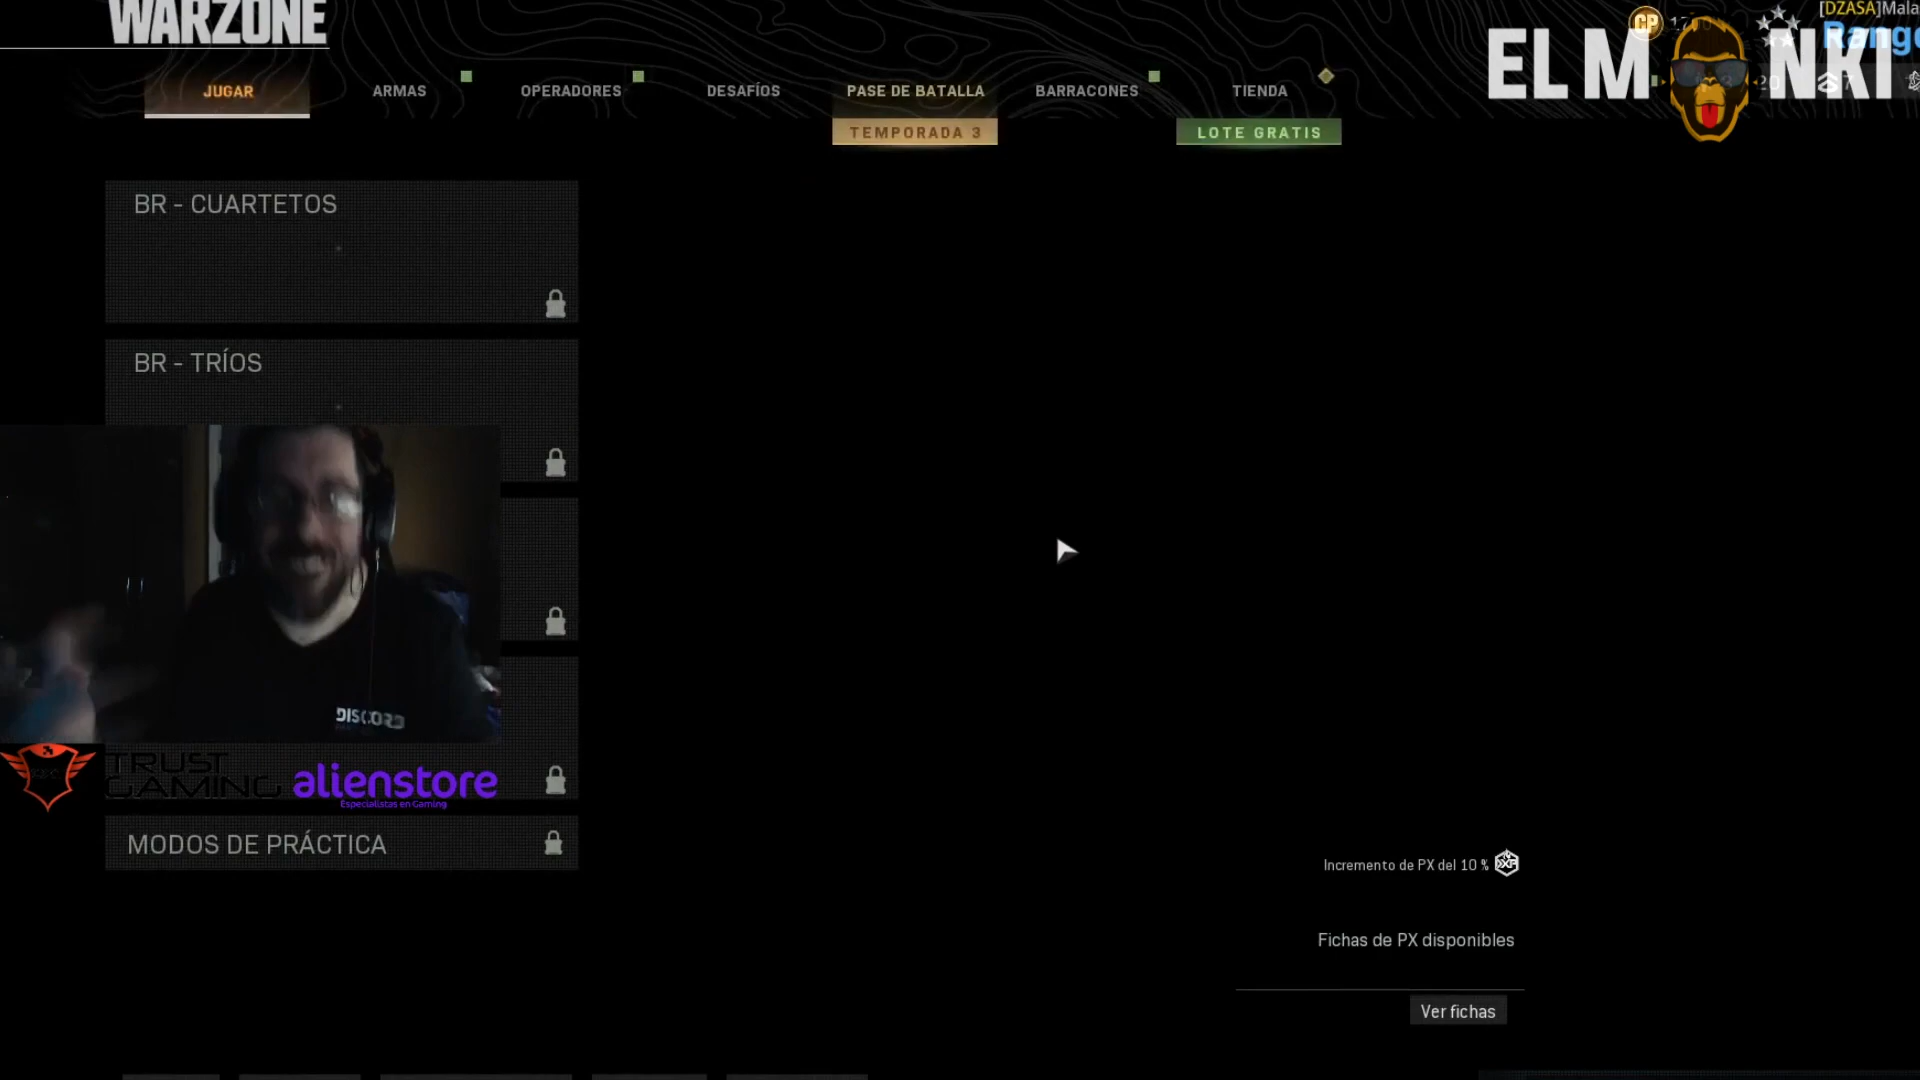 WARZONE
[DZASA]Mala
EL M NKI
JUGAR
ARMAS
OPERADORES
DESAFÍOS
PASE DE BATALLA
BARRACONES
TIENDA
TEMPORADA 3
LOTE GRATIS
BR - CUARTETOS
BR - TRÍOS
DISCORD
TRUST
GAMING
alienstore
Especialistas en Gaming
MODOS DE PRÁCTICA
Incremento de PX del 10 %
Fichas de PX disponibles
Ver fichas